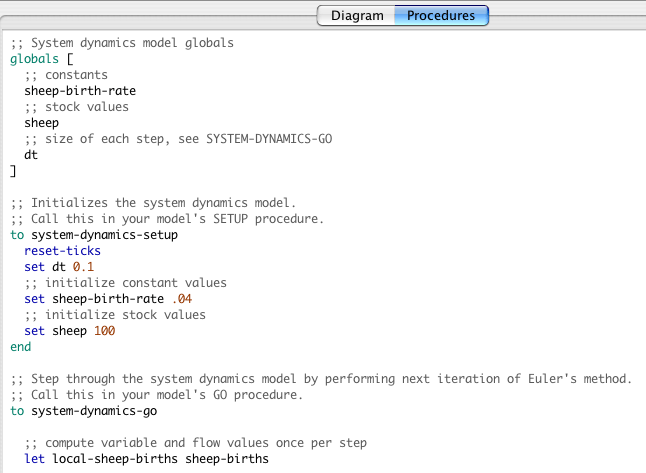 Diagram Procedures
;; System dynamics model globals
globals [
  ;; constants
  sheep-birth-rate
  ;; stock values
  sheep
  ;; size of each step, see SYSTEM-DYNAMICS-GO
  dt
]

;; Initializes the system dynamics model.
;; Call this in your model's SETUP procedure.
to system-dynamics-setup
  reset-ticks
  set dt 0.1
  ;; initialize constant values
  set sheep-birth-rate .04
  ;; initialize stock values
  set sheep 100
end

;; Step through the system dynamics model by performing next iteration of Euler's method.
;; Call this in your model's GO procedure.
to system-dynamics-go

  ;; compute variable and flow values once per step
  let local-sheep-births sheep-births